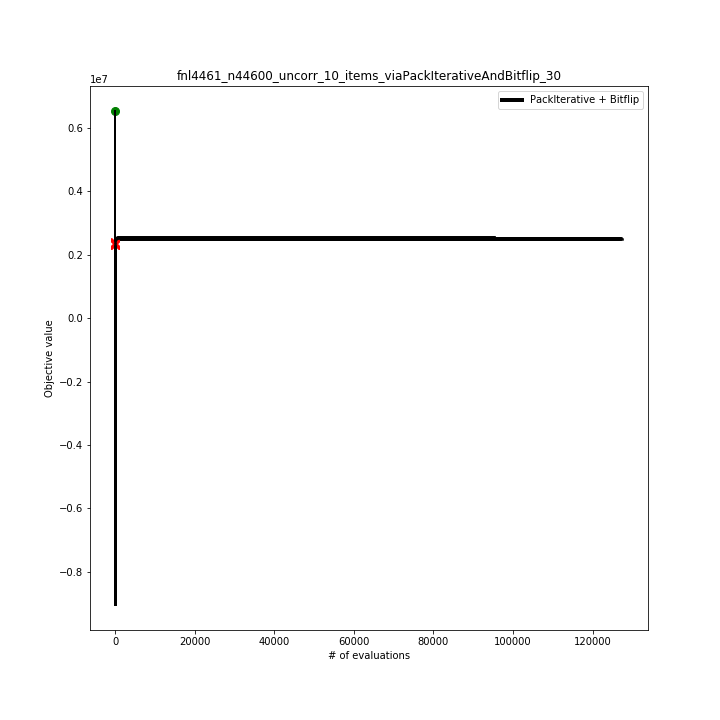 fnl4461_n44600_uncorr_10_items_viaPackIterativeAndBitflip_30
1e7
PackIterative + Bitflip
0.6
0.4
0.2
0.0
−0.2
−0.4
−0.6
−0.8
Objective value
0 20000 40000 60000 80000 100000 120000
# of evaluations